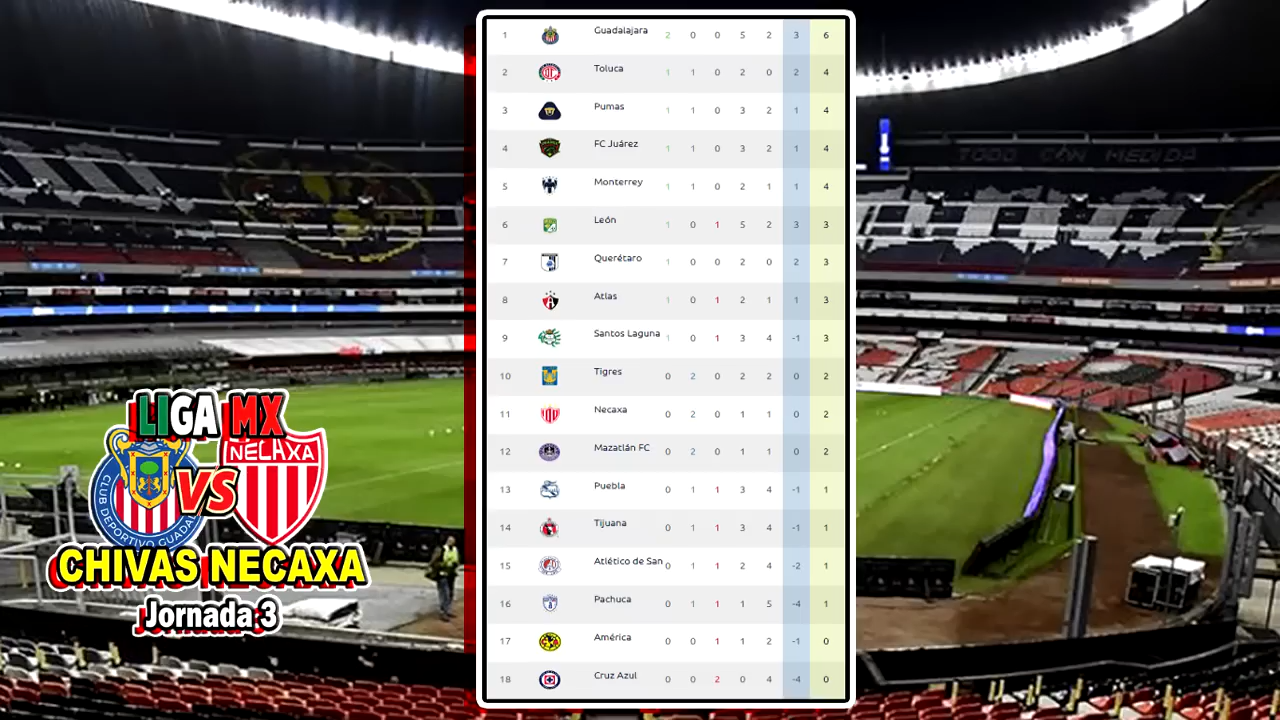 1 Guadalajara 2 0 0 5 2 3 6
2 Toluca 1 1 0 2 0 2 4
3 Pumas 1 1 0 3 2 1 4
4 FC Juárez 1 1 0 3 2 1 4
5 Monterrey 1 1 0 2 1 1 4
6 León 1 0 1 5 2 3 3
7 Querétaro 1 0 0 2 0 2 3
8 Atlas 1 0 1 2 1 1 3
9 Santos Laguna 1 0 1 3 4 -1 3
10 Tigres 0 2 0 2 2 0 2
11 Necaxa 0 2 0 1 1 0 2
12 Mazatlán FC 0 2 0 1 1 0 2
13 Puebla 0 1 1 3 4 -1 1
14 Tijuana 0 1 1 3 4 -1 1
15 Atlético de San 0 1 1 2 4 -2 1
16 Pachuca 0 1 1 1 5 -4 1
17 América 0 0 1 1 2 -1 0
18 Cruz Azul 0 0 2 0 4 -4 0
TODO CON MEDIDA
LIGA MX
NECAXA
VS
CLUB DEPORTIVO GUADA
CHIVAS NECAXA
Jornada 3